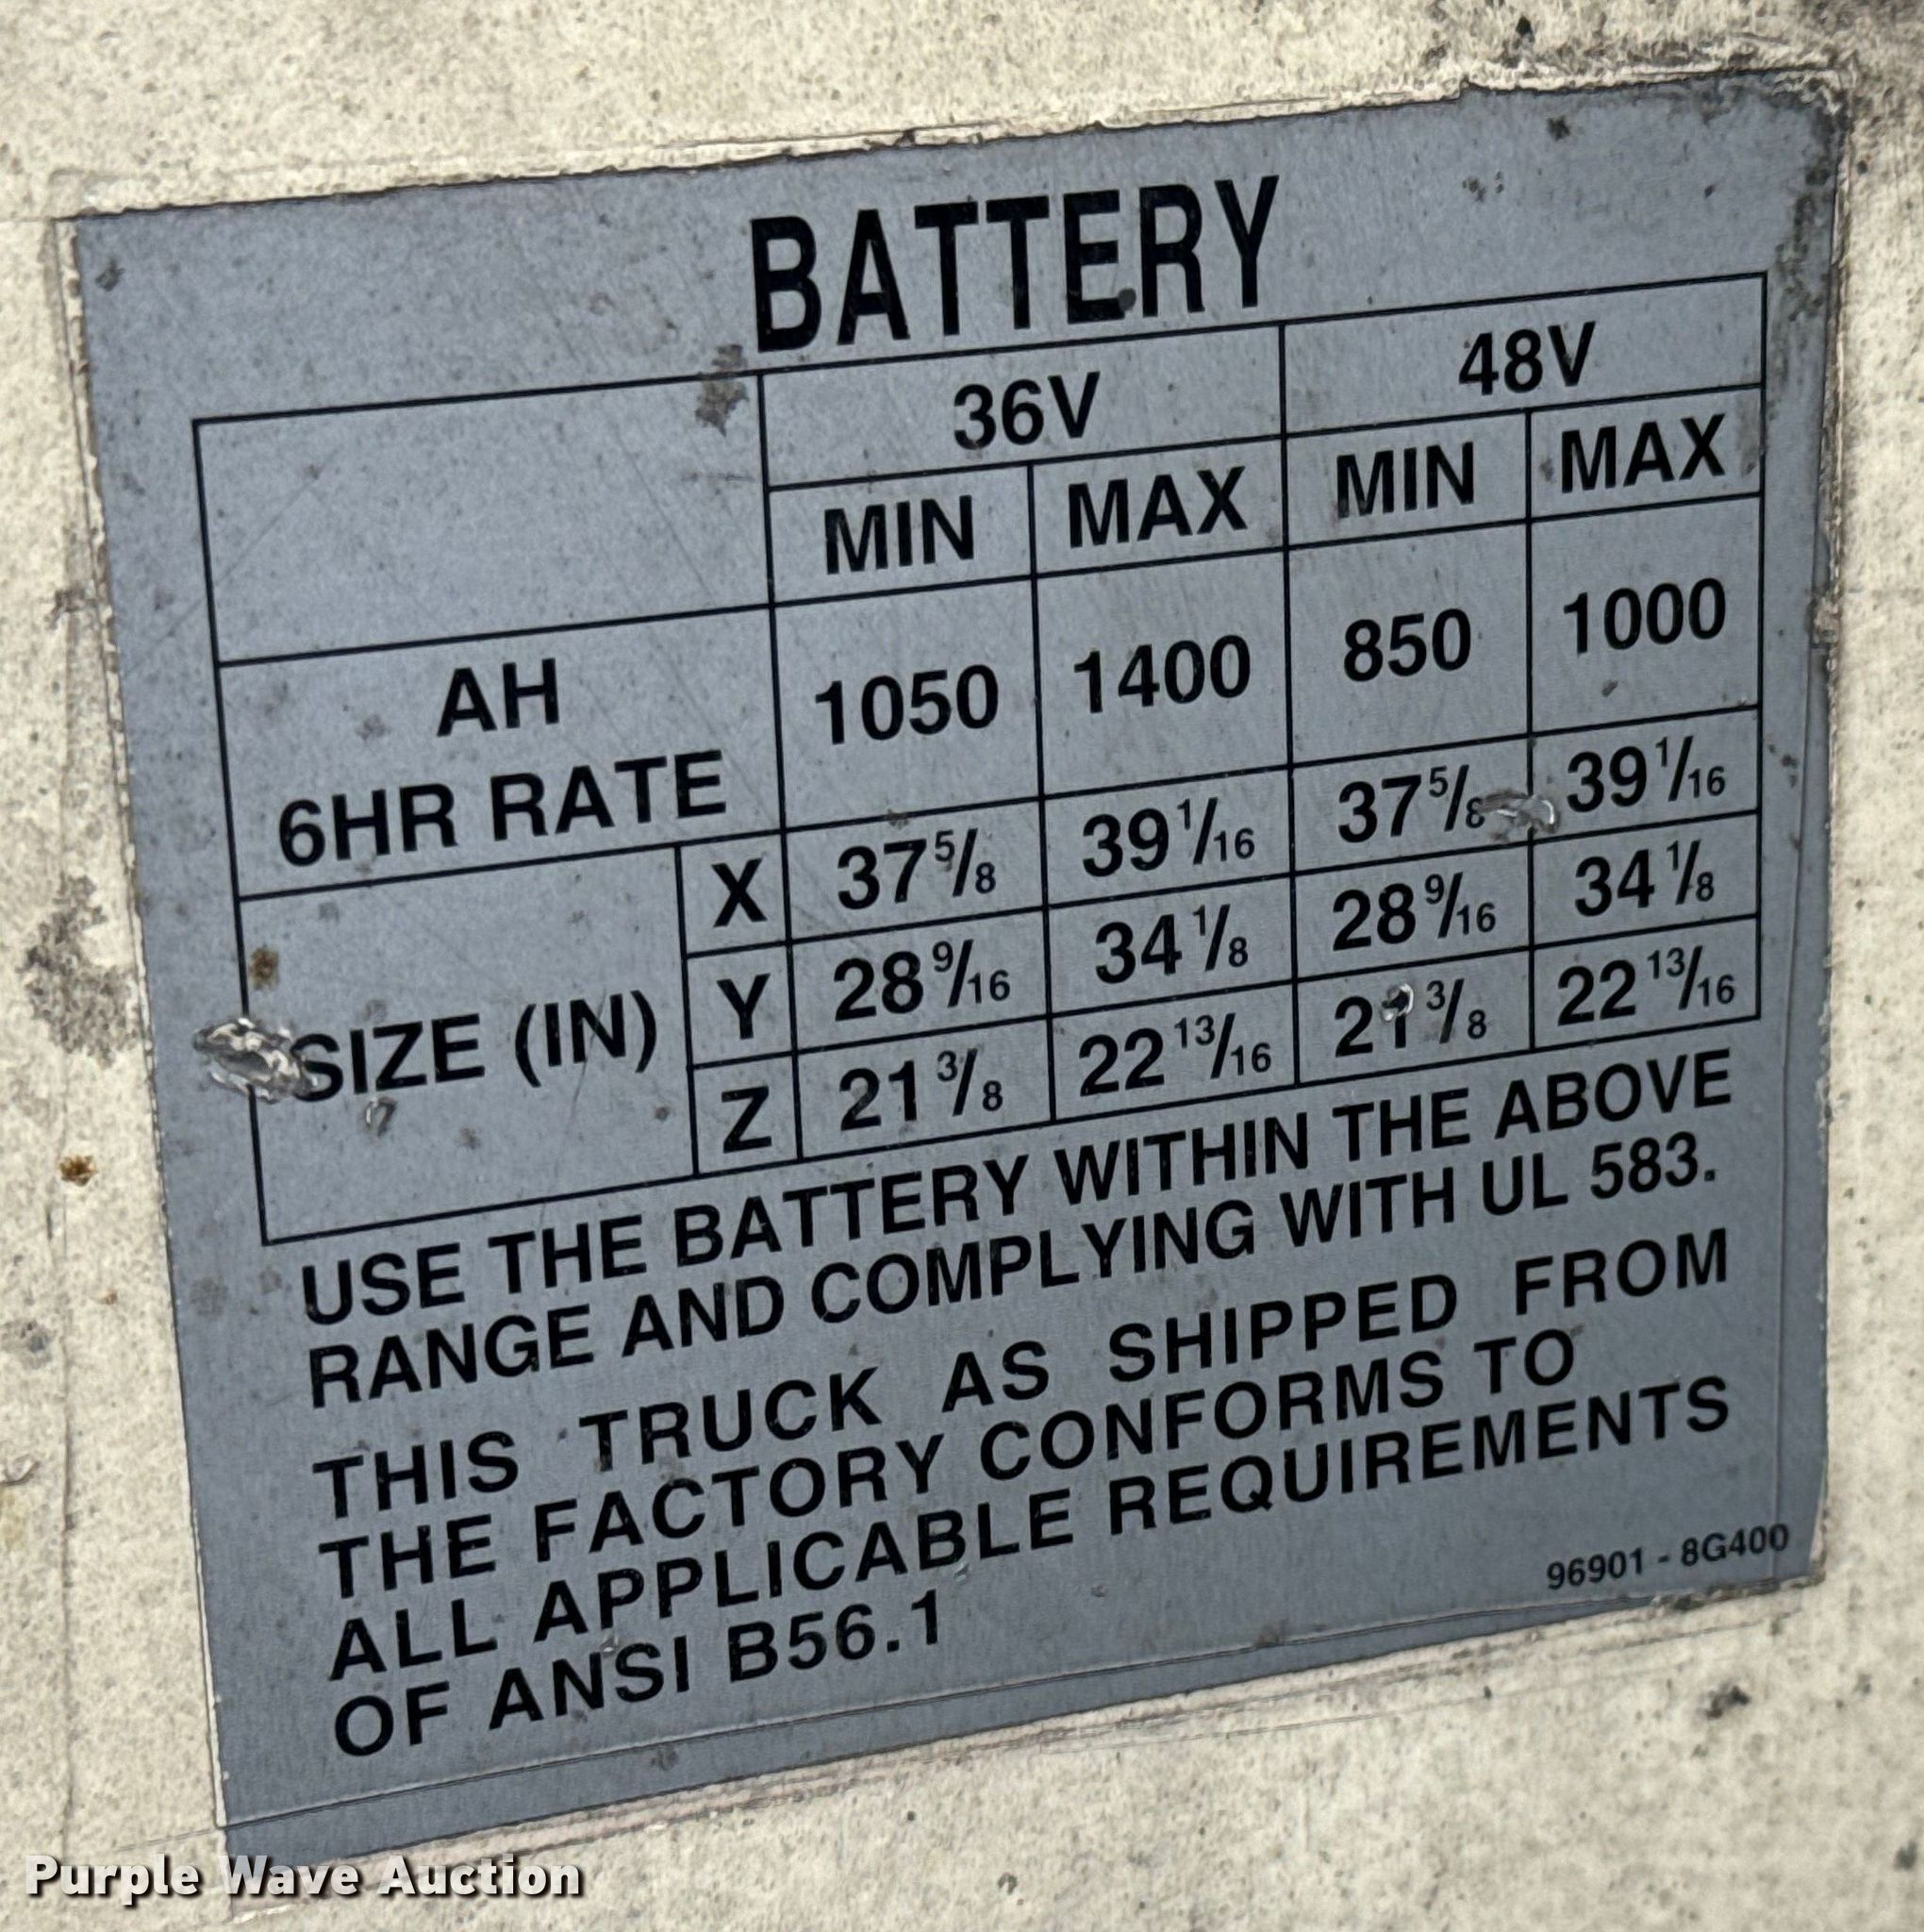 BATTERY
36V 48V
MIN MAX MIN MAX
AH
6HR RATE 1050 1400 850 1000
SIZE (IN)
X 37 5/8 39 1/16 37 5/8 39 1/16
Y 28 9/16 34 1/8 28 9/16 34 1/8
Z 21 3/8 22 13/16 21 3/8 22 13/16
USE THE BATTERY WITHIN THE ABOVE
RANGE AND COMPLYING WITH UL 583.
THIS TRUCK AS SHIPPED FROM
THE FACTORY CONFORMS TO
ALL APPLICABLE REQUIREMENTS
OF ANSI B56.1
96901 - 8G400
Purple Wave Auction